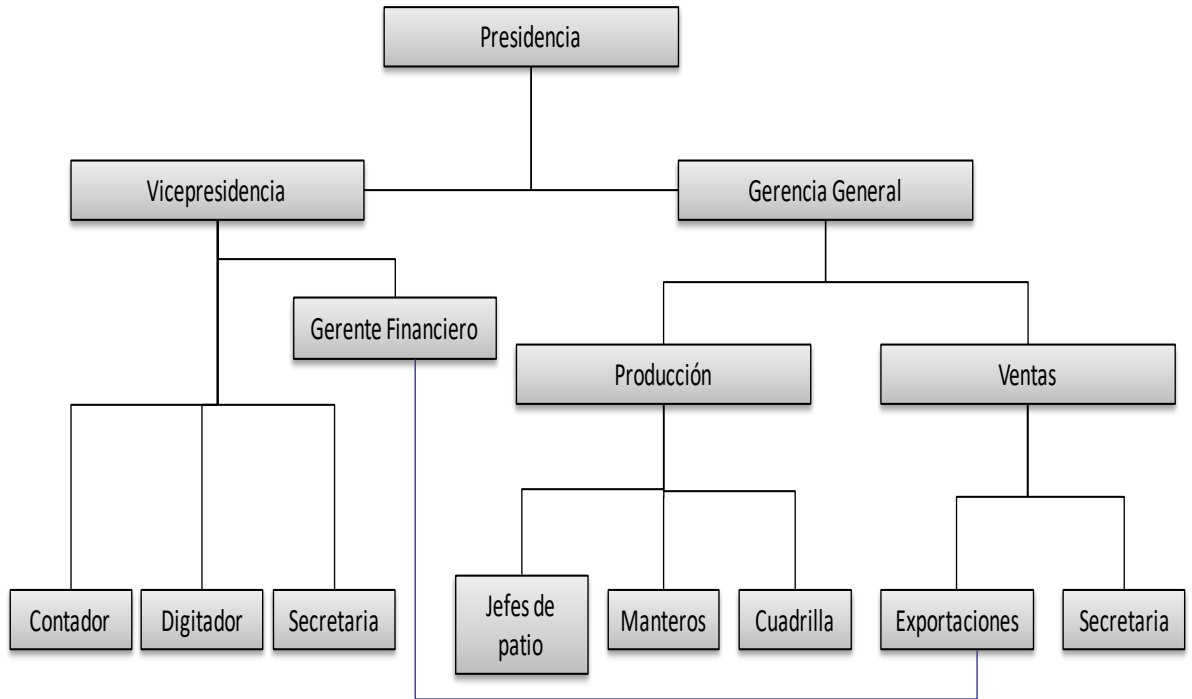 Presidencia
Vicepresidencia
Gerencia General
Gerente Financiero
Producción
Ventas
Contador
Digitador
Secretaria
Jefes de
patio
Manteros
Cuadrilla
Exportaciones
Secretaria